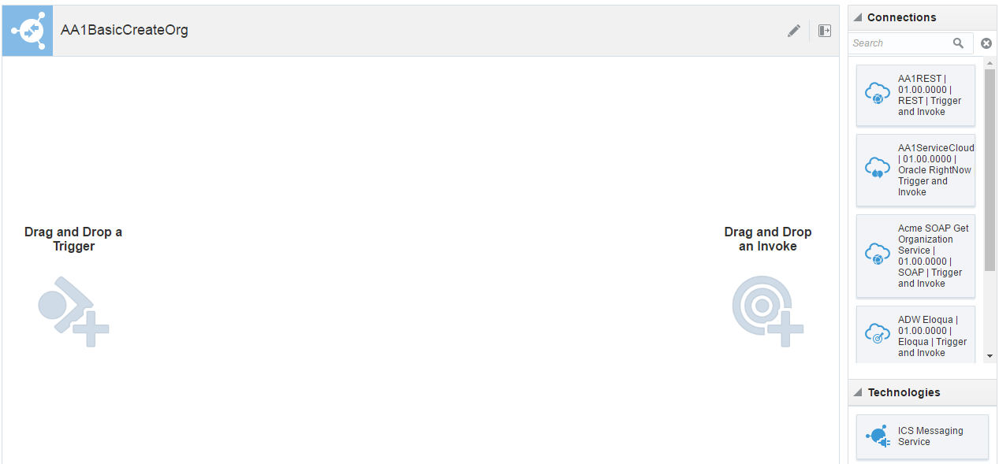 AA1BasicCreateOrg
Drag and Drop a
Trigger
Drag and Drop
an Invoke
Connections
Search
AA1REST |
01.00.0000 |
REST | Trigger
and Invoke
AA1ServiceCloud
| 01.00.0000 |
Oracle RightNow
Trigger and
Invoke
Acme SOAP Get
Organization
Service |
01.00.0000 |
SOAP | Trigger
and Invoke
ADW Eloqua |
01.00.0000 |
Eloqua | Trigger
and Invoke
Technologies
ICS Messaging
Service